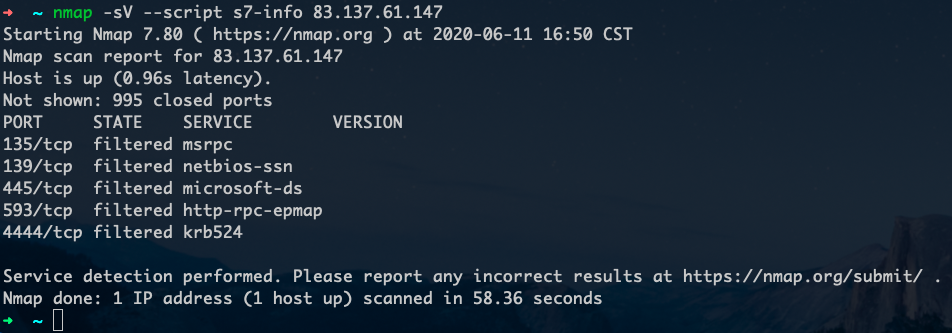 ➜ ~ nmap -sV --script s7-info 83.137.61.147
Starting Nmap 7.80 ( https://nmap.org ) at 2020-06-11 16:50 CST
Nmap scan report for 83.137.61.147
Host is up (0.96s latency).
Not shown: 995 closed ports
PORT     STATE    SERVICE        VERSION
135/tcp  filtered msrpc
139/tcp  filtered netbios-ssn
445/tcp  filtered microsoft-ds
593/tcp  filtered http-rpc-epmap
4444/tcp filtered krb524
Service detection performed. Please report any incorrect results at https://nmap.org/submit/ .
Nmap done: 1 IP address (1 host up) scanned in 58.36 seconds
➜ ~